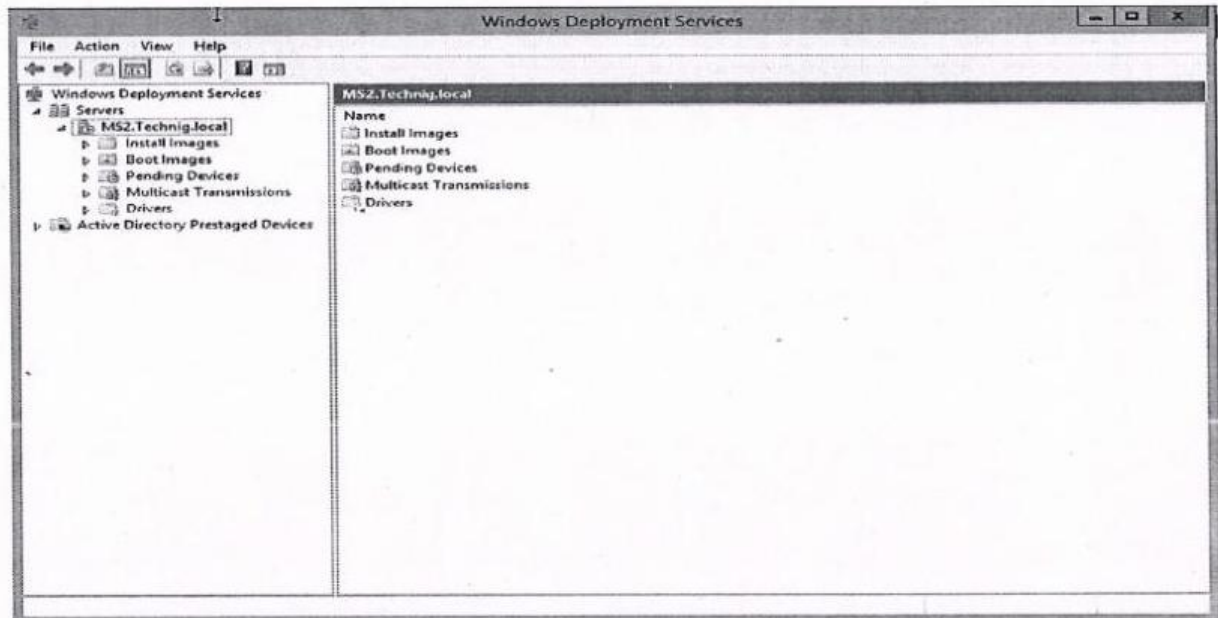 Windows Deployment Services
File Action View Help
Windows Deployment Services
Servers
MS2.Technig.local
Install Images
Boot Images
Pending Devices
Multicast Transmissions
Drivers
Active Directory Prestaged Devices
MS2.Technig.local
Name
Install Images
Boot Images
Pending Devices
Multicast Transmissions
Drivers